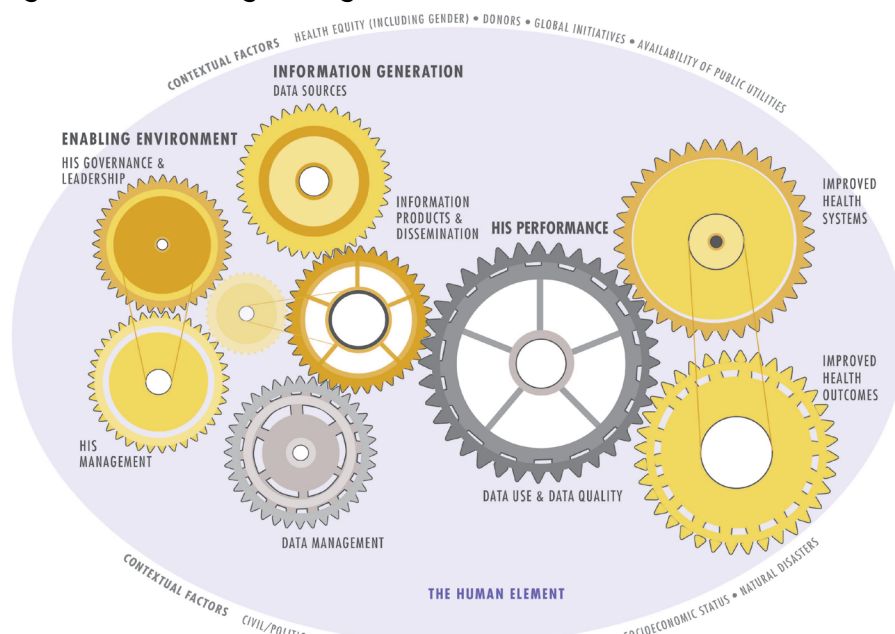 CONTEXTUAL FACTORS HEALTH EQUITY (INCLUDING GENDER) • DONORS • GLOBAL INITIATIVES • AVAILABILITY OF PUBLIC UTILITIES
INFORMATION GENERATION
DATA SOURCES
ENABLING ENVIRONMENT
HIS GOVERNANCE &
LEADERSHIP
INFORMATION
PRODUCTS &
DISSEMINATION
HIS PERFORMANCE
IMPROVED
HEALTH
SYSTEMS
IMPROVED
HEALTH
OUTCOMES
HIS
MANAGEMENT
DATA USE & DATA QUALITY
DATA MANAGEMENT
THE HUMAN ELEMENT
CONTEXTUAL FACTORS
SOCIOECONOMIC STATUS • NATURAL DISASTERS